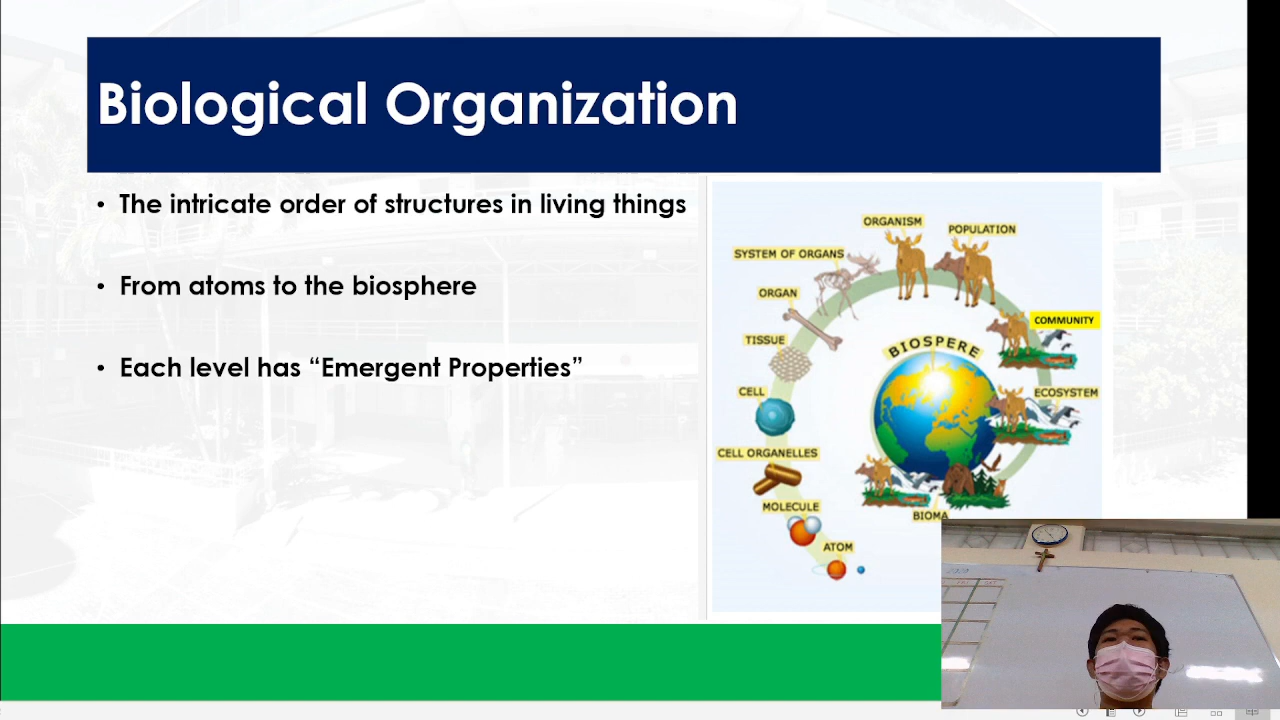 Biological Organization
• The intricate order of structures in living things
• From atoms to the biosphere
• Each level has “Emergent Properties”
ORGANISM
POPULATION
SYSTEM OF ORGANS
ORGAN
COMMUNITY
TISSUE
BIOSPERE
CELL
ECOSYSTEM
CELL ORGANELLES
MOLECULE
BIOMA
ATOM